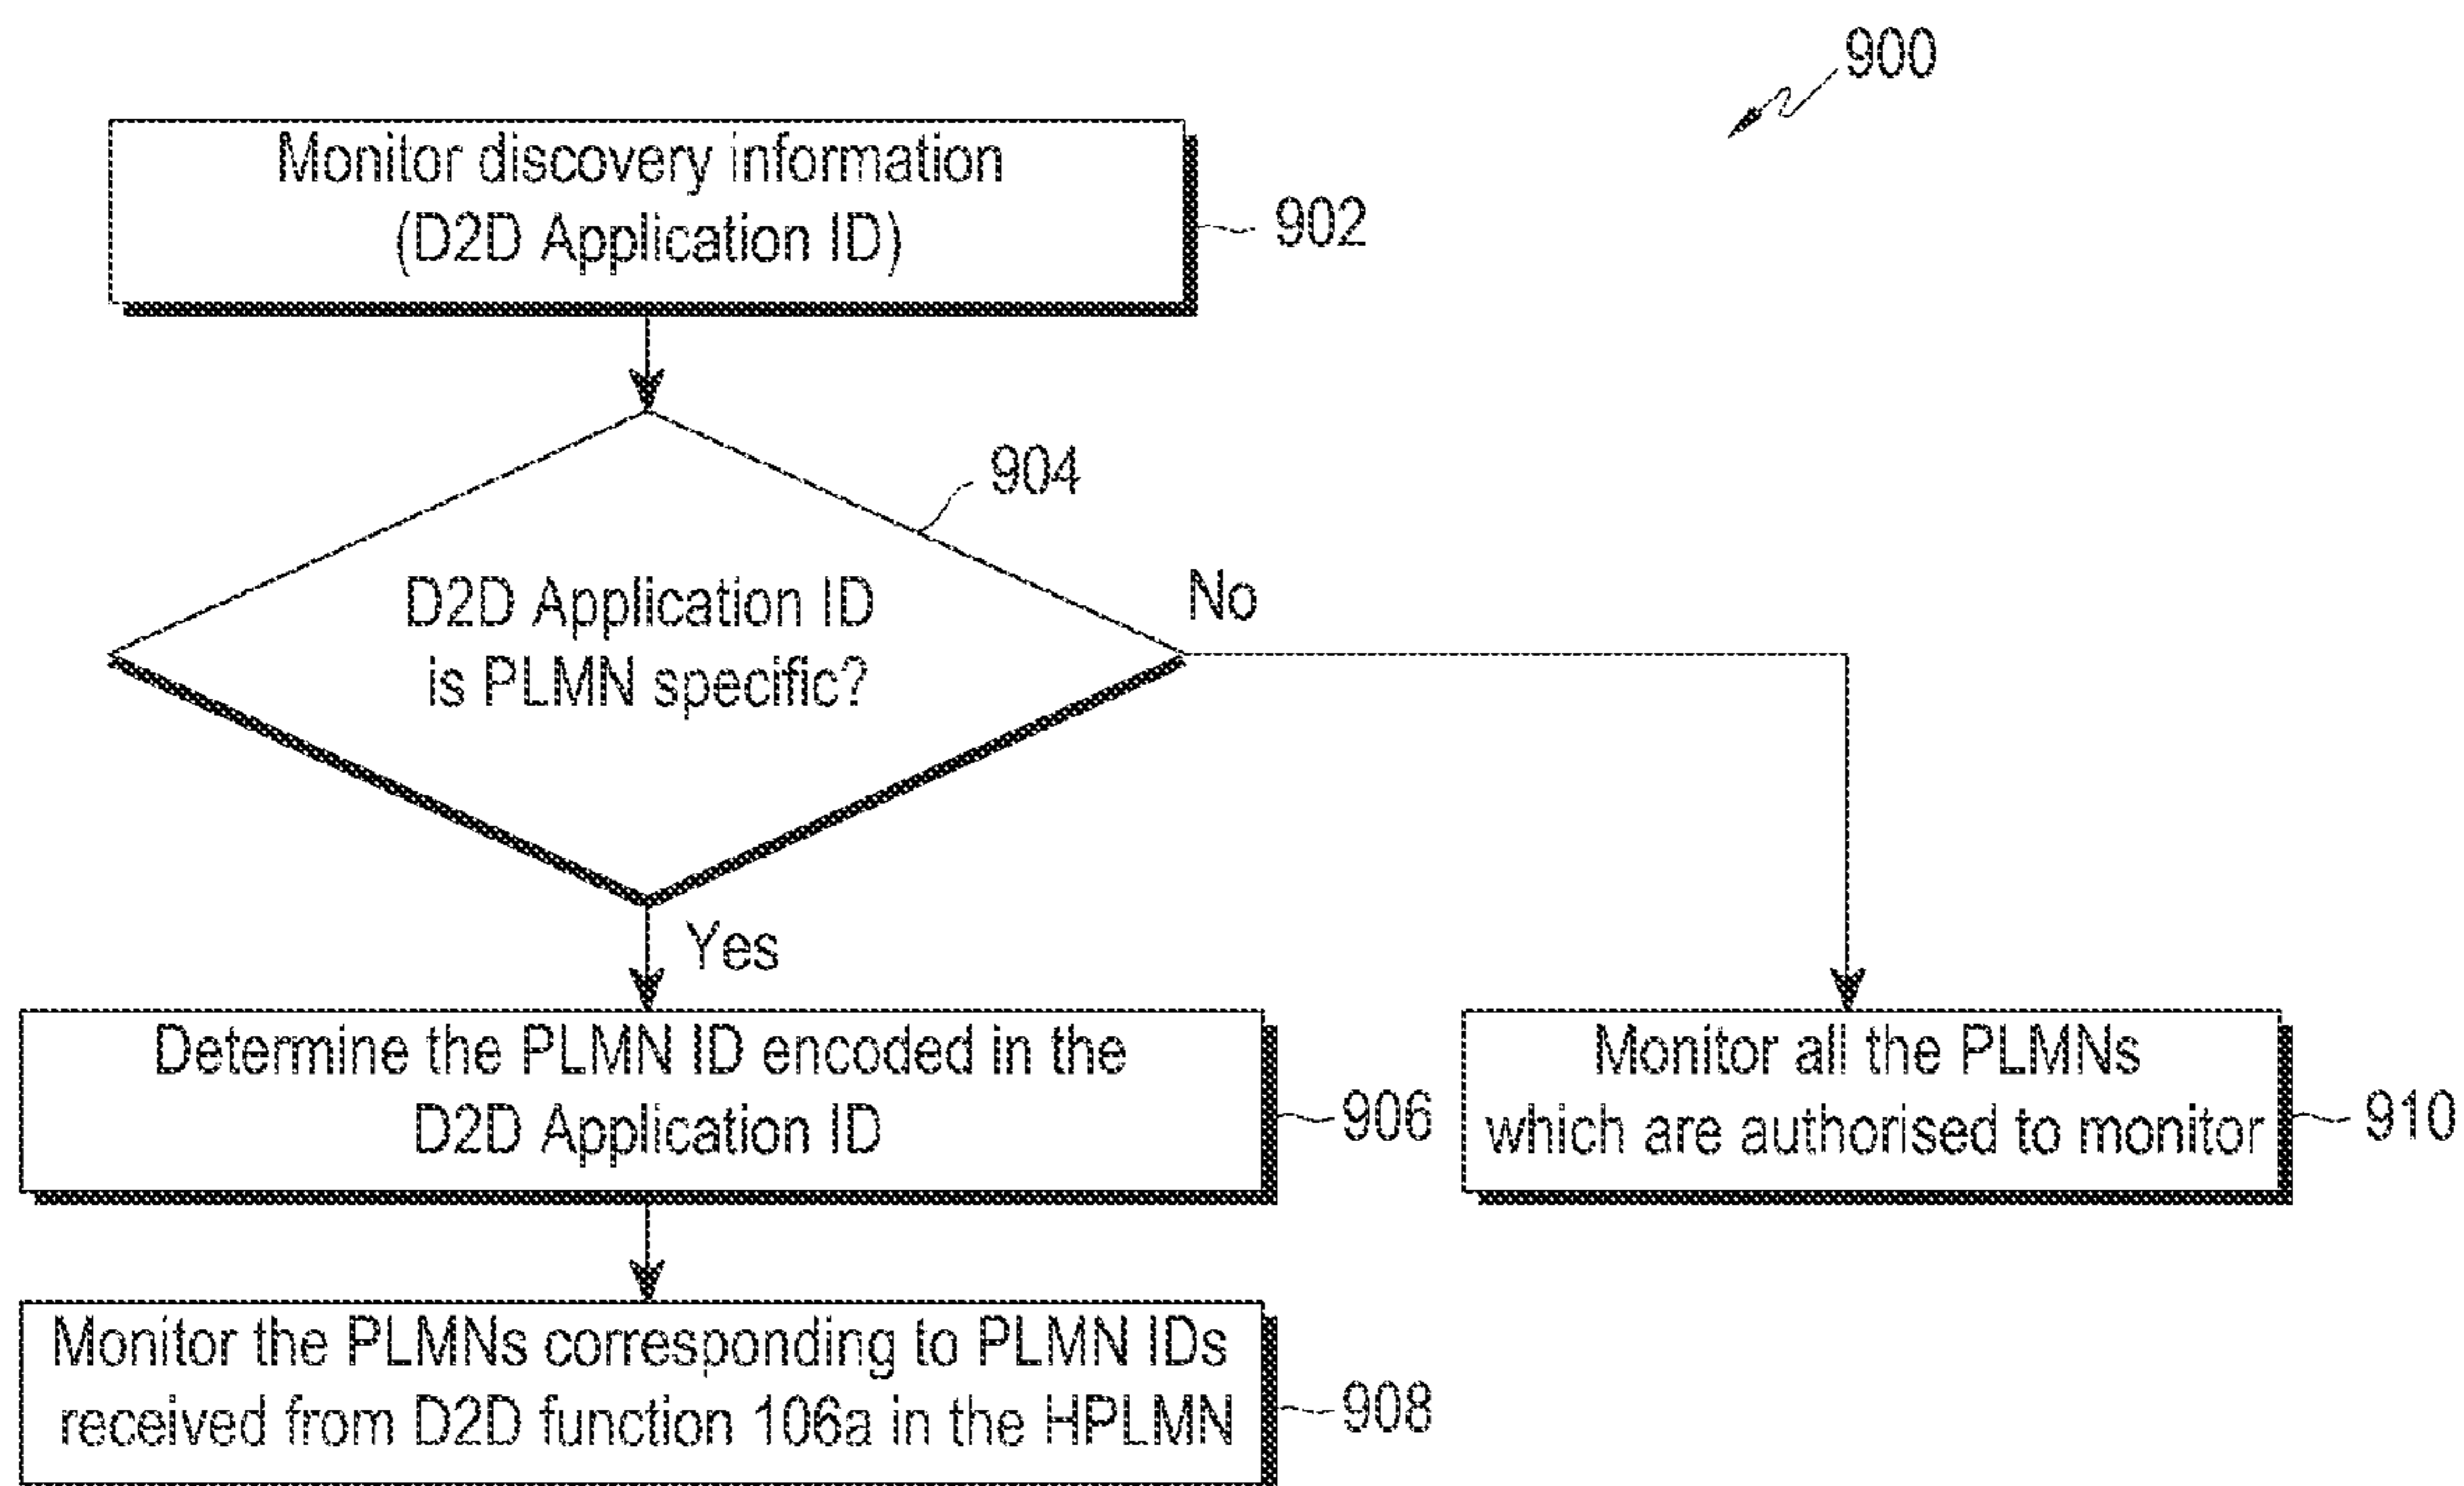 900
Monitor discovery information
(D2D Application ID)
902
904
D2D Application ID
is PLMN specific?
No
Yes
Determine the PLMN ID encoded in the
D2D Application ID
906
Monitor all the PLMNs
which are authorised to monitor
910
Monitor the PLMNs corresponding to PLMN IDs
received from D2D function 106a in the HPLMN
908